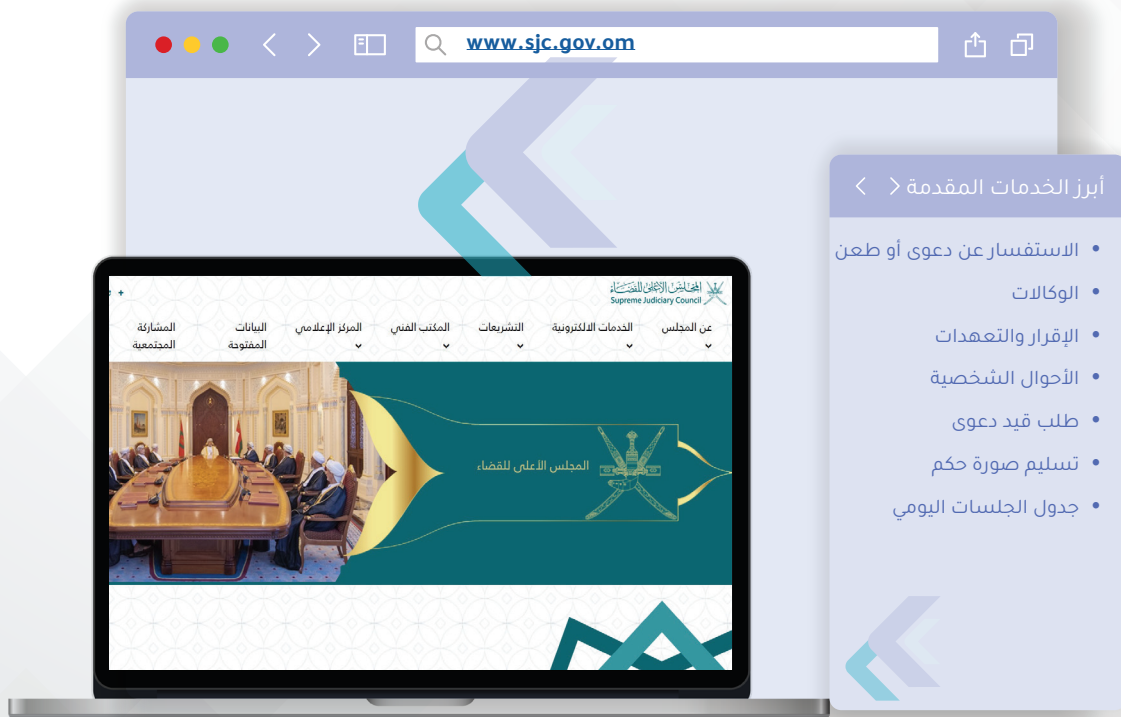 www.sjc.gov.om
أبرز الخدمات المقدمة
الاستفسار عن دعوى أو طعن
الوكالات
الإقرار والتعهدات
الأحوال الشخصية
طلب قيد دعوى
تسليم صورة حكم
جدول الجلسات اليومي
المجلس الأعلى للقضاء
Supreme Judiciary Council
عن المجلس الخدمات الالكترونية التشريعات المكتب الفني المركز الإعلامي البيانات المفتوحة المشاركة المجتمعية
المجلس الأعلى للقضاء